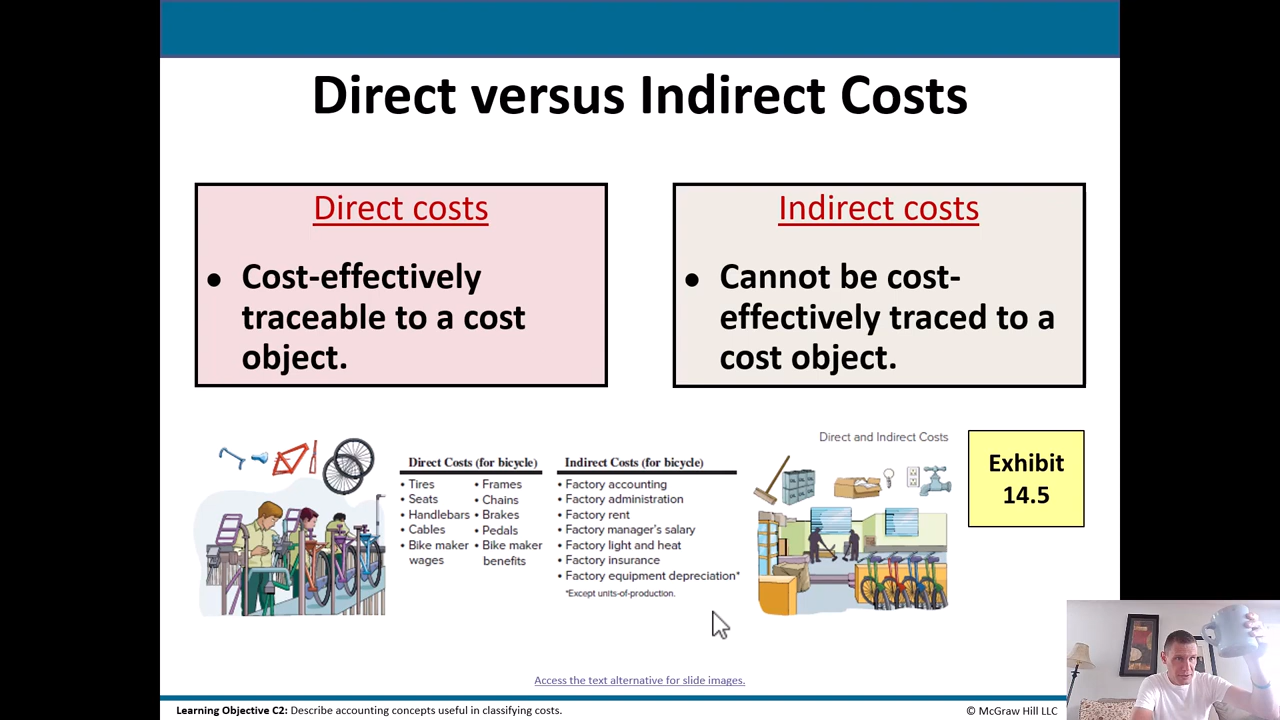 Direct versus Indirect Costs
Direct costs
• Cost-effectively
traceable to a cost
object.
Indirect costs
• Cannot be cost-
effectively traced to a
cost object.
Direct Costs (for bicycle)
• Tires • Frames
• Seats • Chains
• Handlebars • Brakes
• Cables • Pedals
• Bike maker • Bike maker
wages benefits
Indirect Costs (for bicycle)
• Factory accounting
• Factory administration
• Factory rent
• Factory manager's salary
• Factory light and heat
• Factory insurance
• Factory equipment depreciation*
*Except units-of-production.
Direct and Indirect Costs
Exhibit
14.5
Access the text alternative for slide images.
Learning Objective C2: Describe accounting concepts useful in classifying costs.
© McGraw Hill LLC